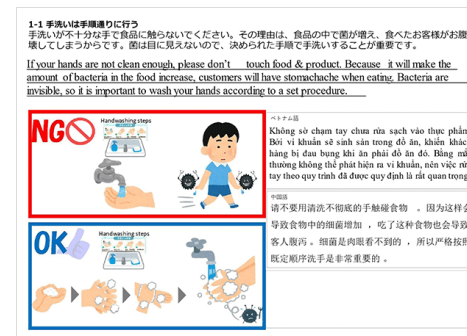 1-1 手洗いは手順通りに行う
手洗いが不十分な手で食品に触らないでください。その理由は、食品の中で菌が増え、食べたお客様がお腹
壊してしまうからです。菌は目に見えないので、決められた手順で手洗いすることが重要です。
If your hands are not clean enough, please don't touch food & product. Because it will make the
amount of bacteria in the food increase, customers will have stomachache when eating. Bacteria are
invisible, so it is important to wash your hands according to a set procedure.
NG
Handwashing steps
ベトナム語
Không sờ chạm tay chưa rửa sạch vào thực phẩm
Bởi vì khuẩn sẽ sinh sản trong đồ ăn, khiến khác
hàng bị đau bụng khi ăn phải đồ ăn đó. Bằng mắ
thường không thể phát hiện ra vi khuẩn, nên việc rử
tay theo quy trình đã được quy định là rất quan trọng
中国語
请不要用清洗不彻底的手触碰食物 。因为这样会
导致食物中的细菌增加 ，吃了这种食物也会导致
客人腹泻 。细菌是肉眼看不到的 ，所以严格按照
既定顺序洗手是非常重要的 。
OK
Handwashing steps